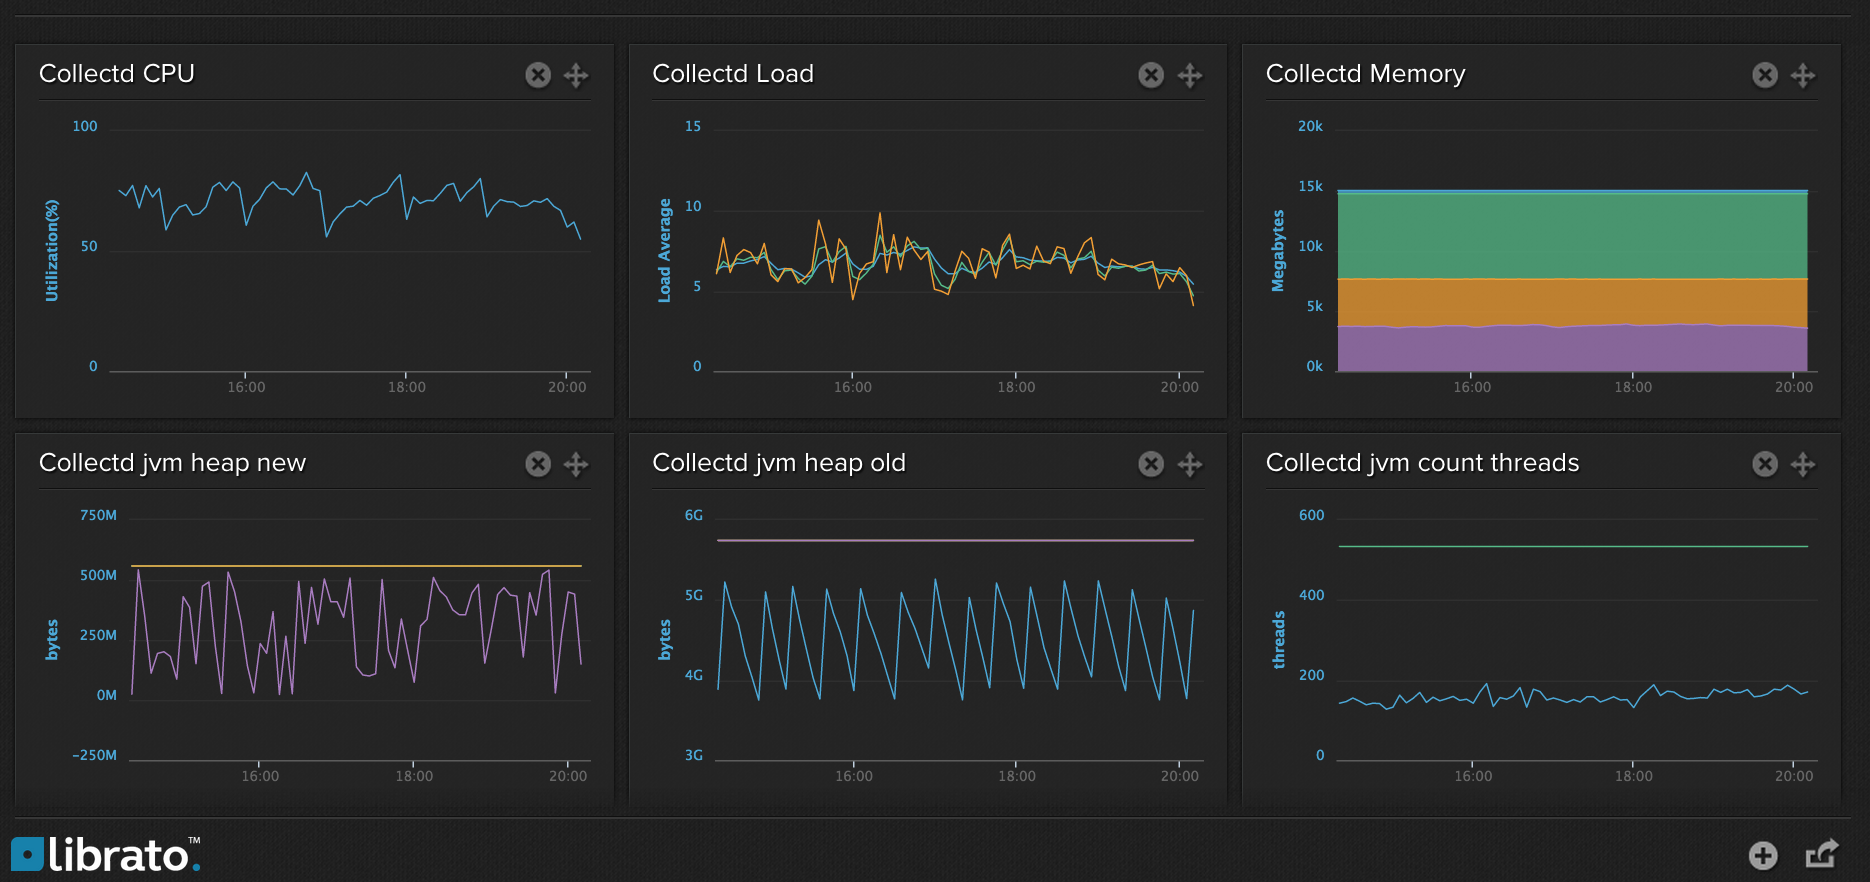 Collectd CPU
100
50
0
Utilization(%)
16:00 18:00 20:00
Collectd Load
15
10
5
0
Load Average
16:00 18:00 20:00
Collectd Memory
20k
15k
10k
5k
0k
Megabytes
16:00 18:00 20:00
Collectd jvm heap new
750M
500M
250M
0M
-250M
bytes
16:00 18:00 20:00
Collectd jvm heap old
6G
5G
4G
3G
bytes
16:00 18:00 20:00
Collectd jvm count threads
600
400
200
0
threads
16:00 18:00 20:00
librato.™